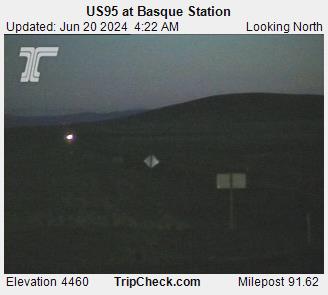 US95 at Basque Station
Updated: Jun 20 2024 4:22 AM Looking North
Elevation 4460 TripCheck.com Milepost 91.62